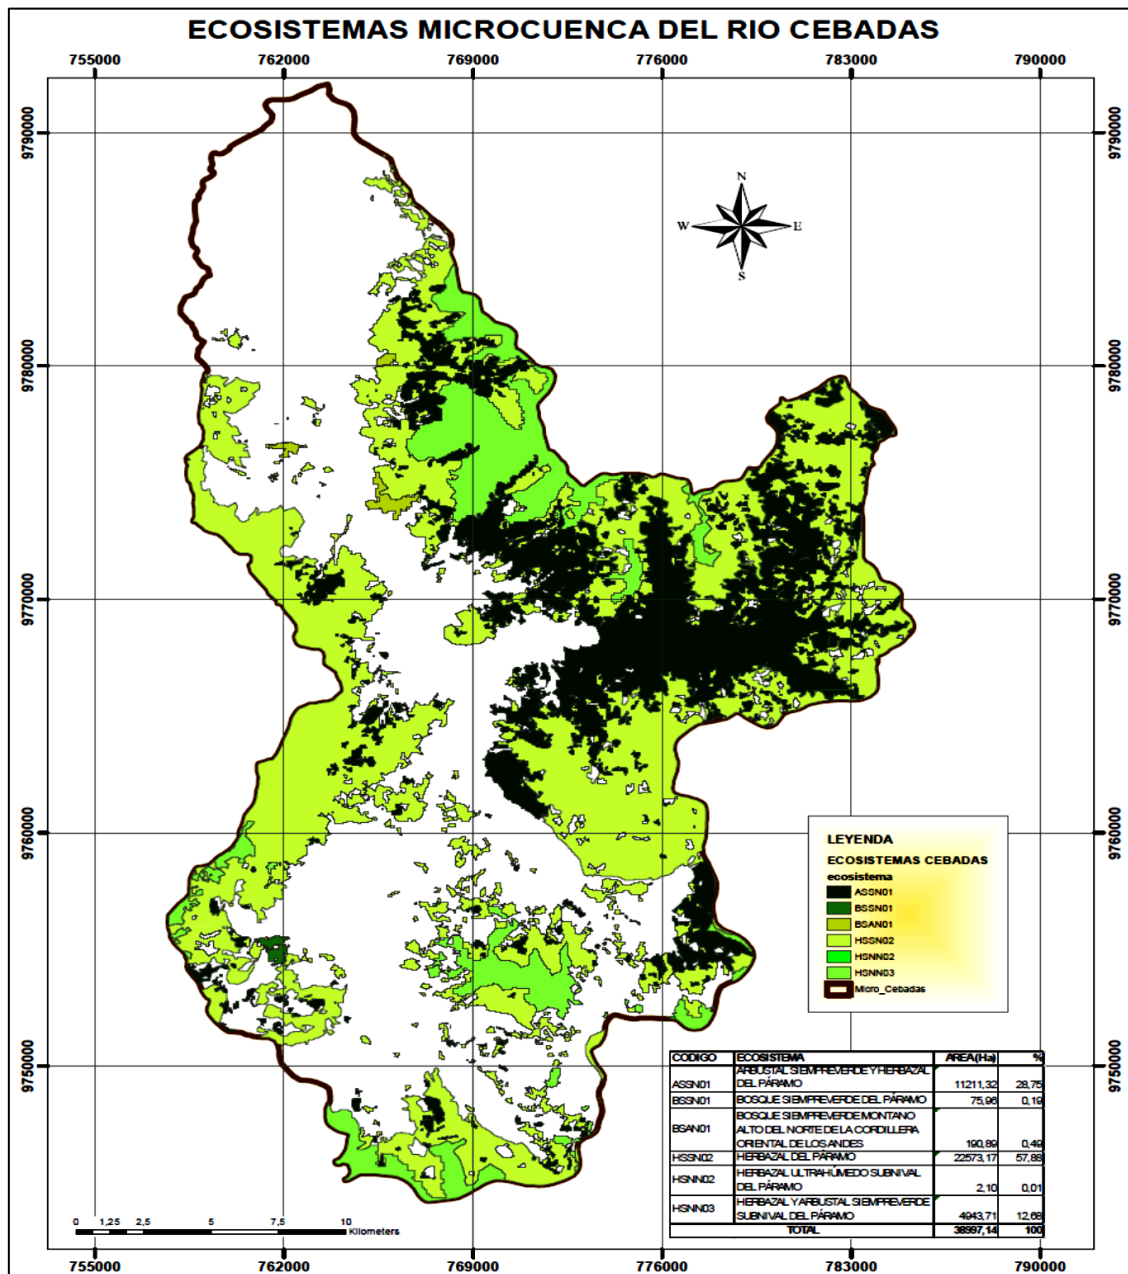 ECOSISTEMAS MICROCUENCA DEL RIO CEBADAS
755000 762000 769000 776000 783000 790000
9790000 9790000
N
W E
S
9780000 9780000
9770000 9770000
9760000 9760000
LEYENDA
ECOSISTEMAS CEBADAS
ecosistema
ASSN01
BSSN01
BSAN01
HSSN02
HSNN02
HSNN03
Micro_Cebadas
9750000 9750000
CODIGO ECOSISTEMA AREA(Ha) %
ARBUSTAL SIEMPREVERDE Y HERBAZAL
ASSN01 DEL PÁRAMO 11211,32 28,75
BSSN01 BOSQUE SIEMPREVERDE DEL PÁRAMO 75,96 0,19
BOSQUE SIEMPREVERDE MONTANO
BSAN01 ALTO DEL NORTE DE LA CORDILLERA
ORIENTAL DE LOS ANDES 190,89 0,49
HSSN02 HERBAZAL DEL PÁRAMO 22573,17 57,88
HERBAZAL ULTRAHÚMEDO SUBNIVAL
HSNN02 DEL PÁRAMO 2,10 0,01
HERBAZAL Y ARBUSTAL SIEMPREVERDE
HSNN03 SUBNIVAL DEL PÁRAMO 4943,71 12,68
TOTAL 38997,14 100
0 1,25 2,5 5 7,5 10
Kilometers
755000 762000 769000 776000 783000 790000